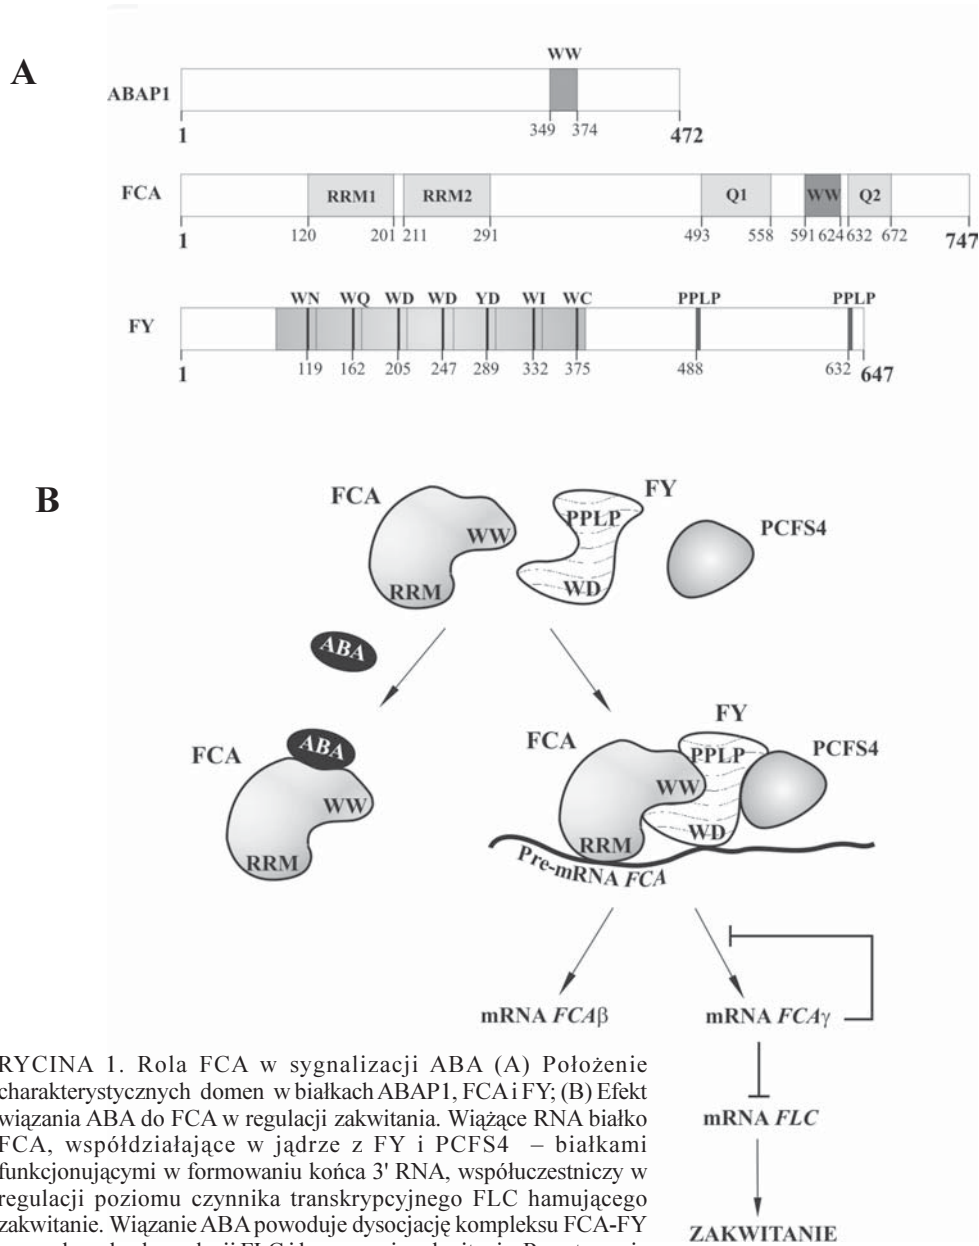 A
WW
ABAP1
349 374
1 472
FCA
RRM1 RRM2 Q1 WW Q2
120 201 211 291 493 558 591 624 632 672
1 747
WN WQ WD WD YD WI WC PPLP PPLP
FY
119 162 205 247 289 332 375 488 632
1 647
B
FCA
FY
PCFS4
WW
PPLP
RRM
WD
ABA
ABA
FCA
WW
RRM
FY
FCA
PCFS4
PPLP
WW
WD
RRM
Pre-mRNA FCA
mRNA FCAβ
mRNA FCAγ
mRNA FLC
ZAKWITANIE
RYCINA 1. Rola FCA w sygnalizacji ABA (A) Położenie
charakterystycznych domen w białkach ABAP1, FCA i FY; (B) Efekt
wiązania ABA do FCA w regulacji zakwitania. Wiążące RNA białko
FCA, współdziałające w jądrze z FY i PCFS4 – białkami
funkcjonującymi w formowaniu końca 3' RNA, współuczestniczy w
regulacji poziomu czynnika transkrypcyjnego FLC hamującego
zakwitanie. Wiązanie ABA powoduje dysocjację kompleksu FCA-FY